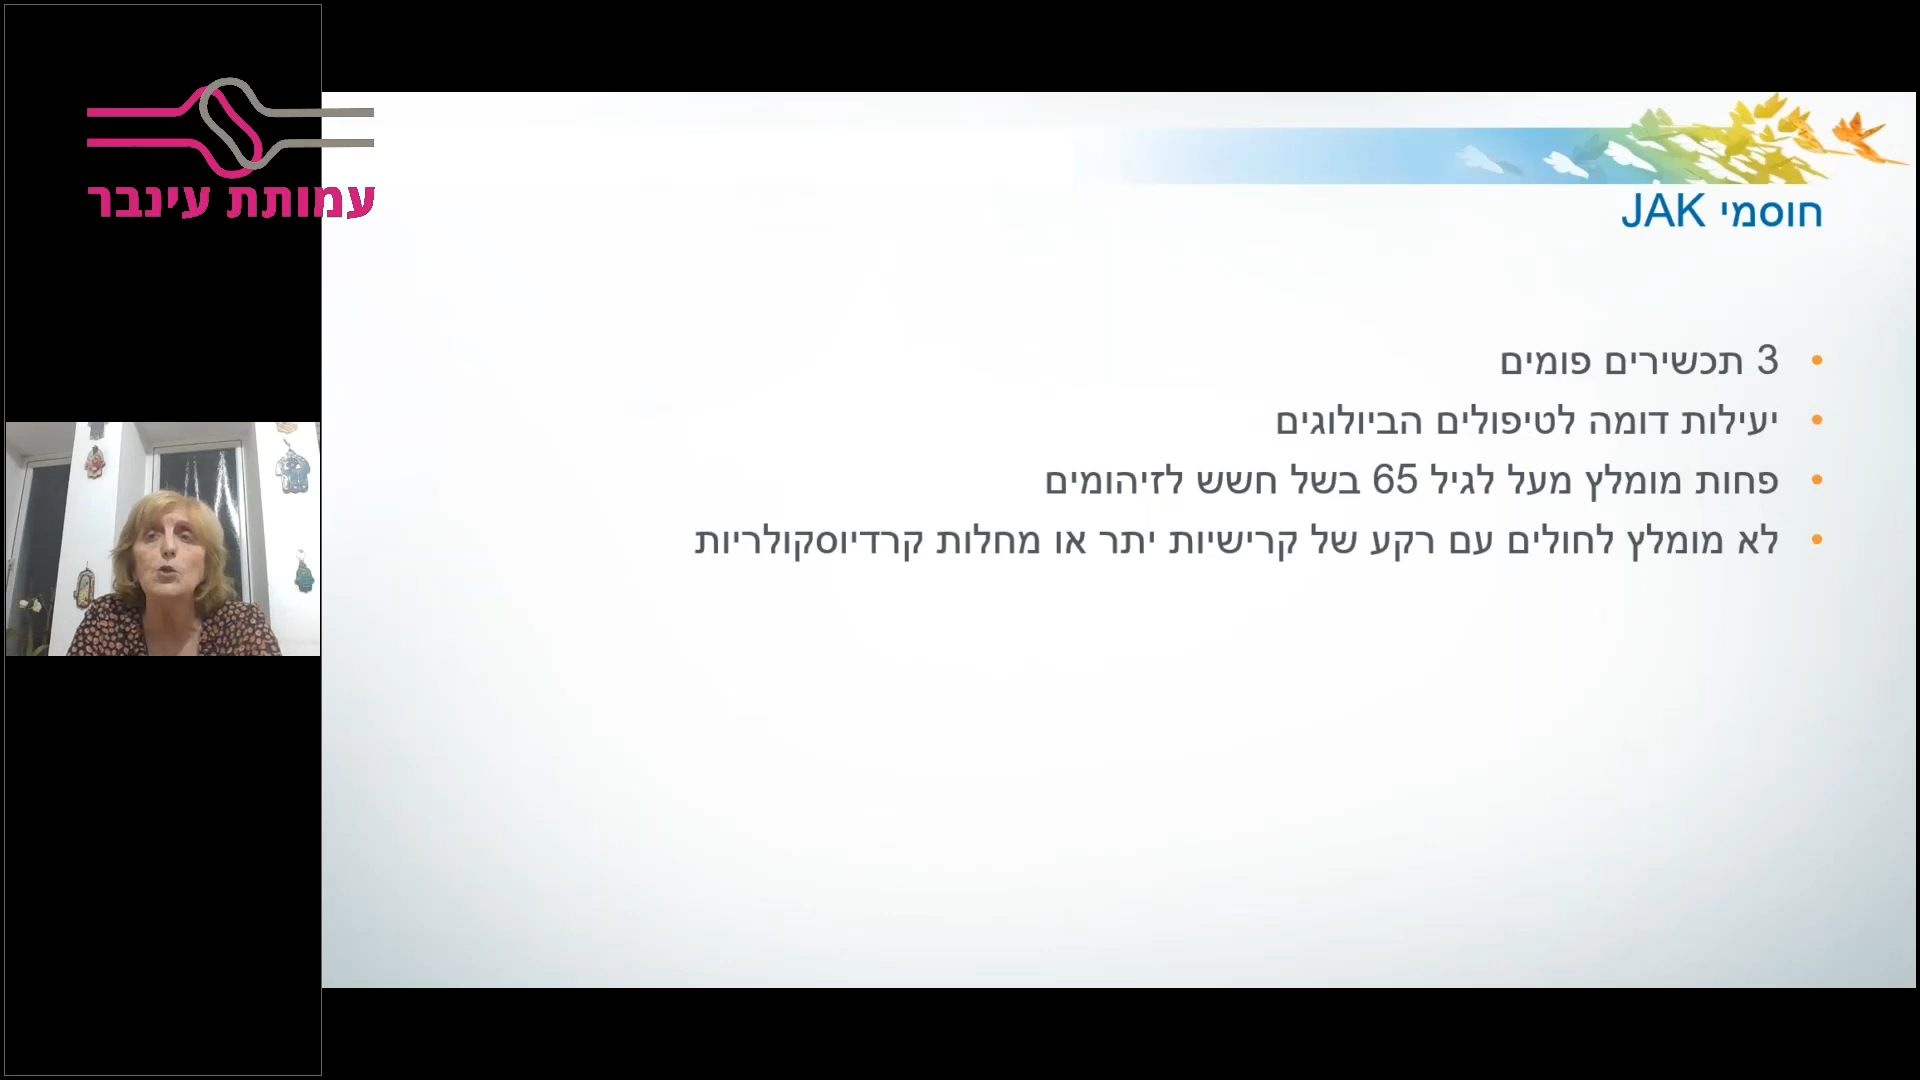 עמותת עינבר
חוסמי JAK
• 3 תכשירים פומים
• יעילות דומה לטיפולים הביולוגים
• פחות מומלץ מעל לגיל 65 בשל חשש לזיהומים
• לא מומלץ לחולים עם רקע של קרישיות יתר או מחלות קרדיוסקולריות